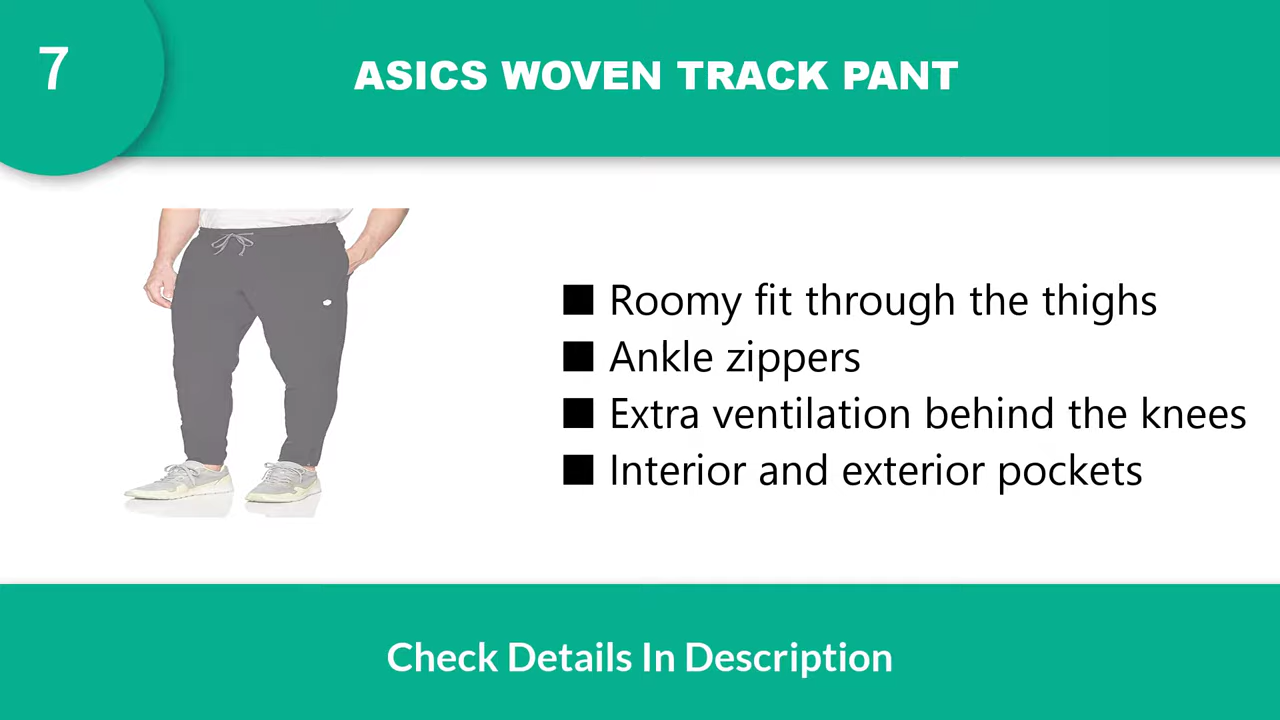 7
ASICS WOVEN TRACK PANT
■ Roomy fit through the thighs
■ Ankle zippers
■ Extra ventilation behind the knees
■ Interior and exterior pockets
Check Details In Description